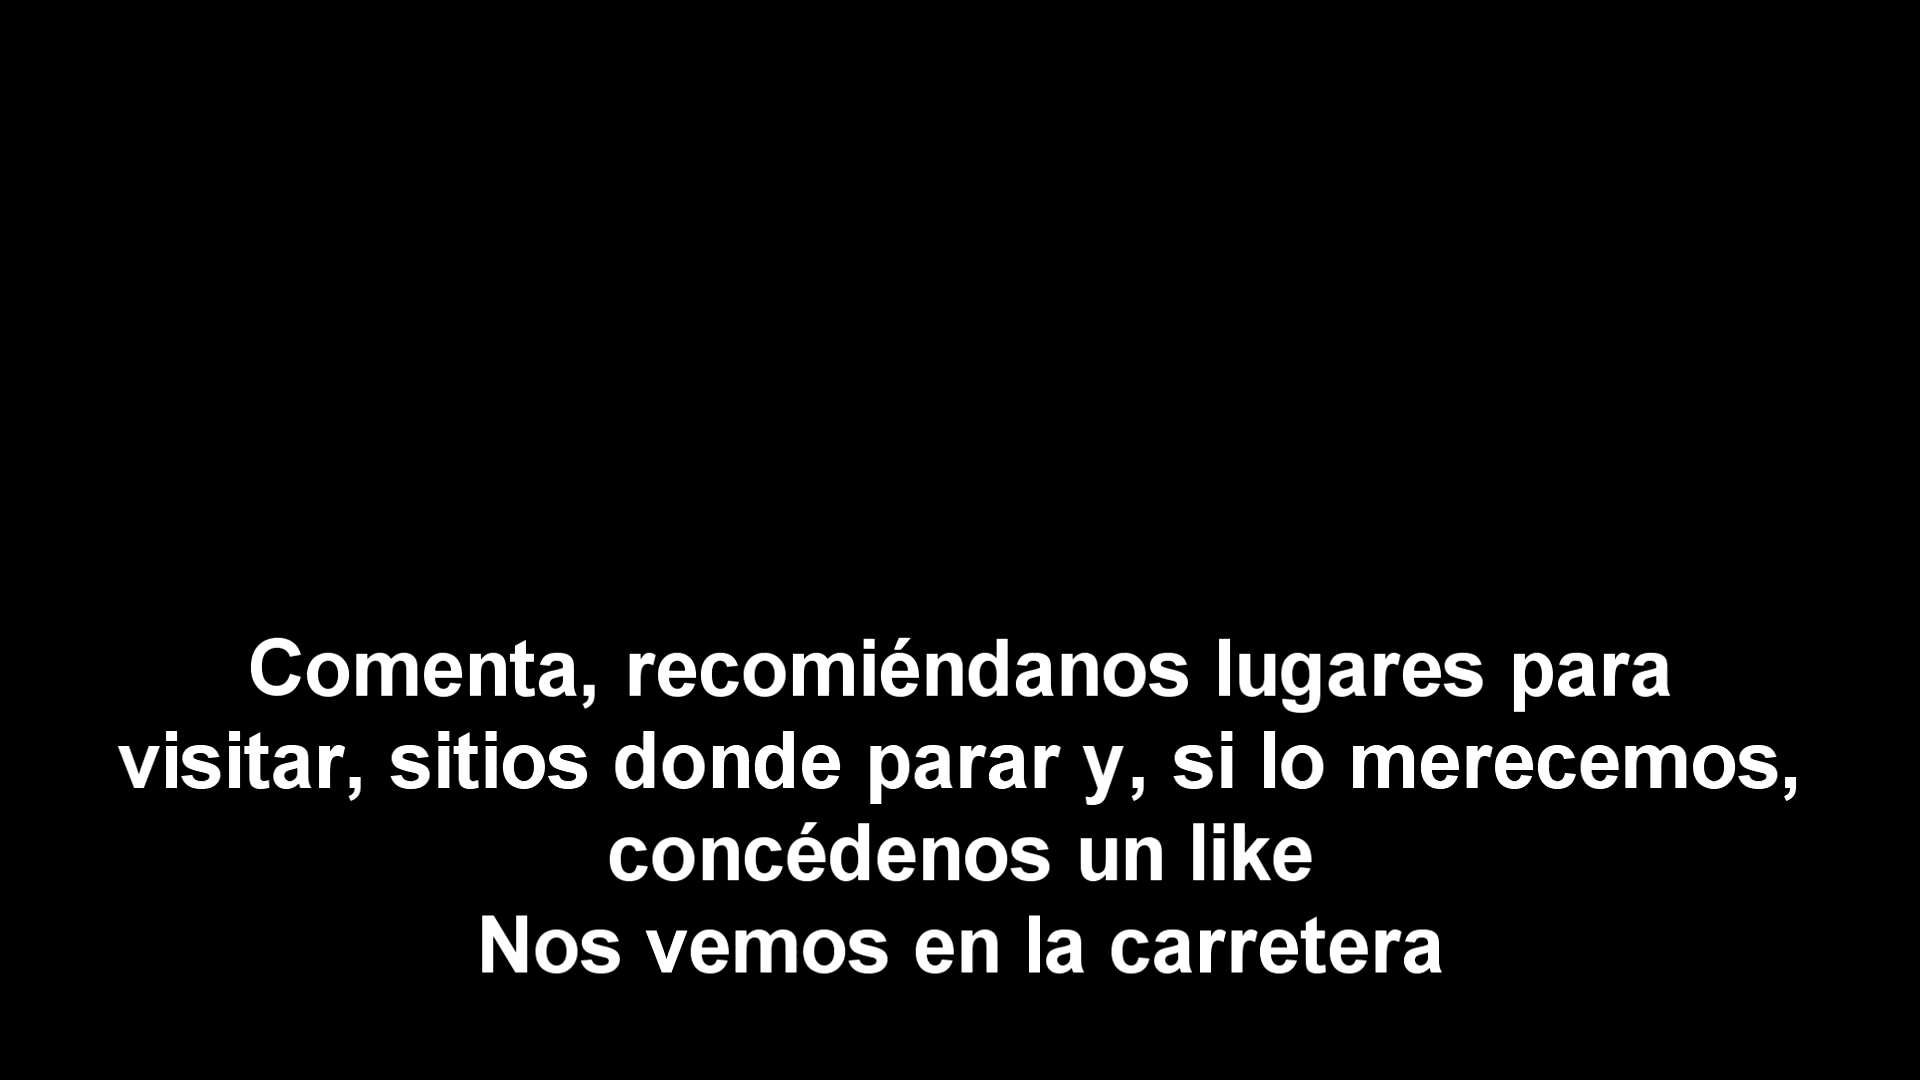 Comenta, recomiéndanos lugares para
visitar, sitios donde parar y, si lo merecemos,
concédenos un like
Nos vemos en la carretera